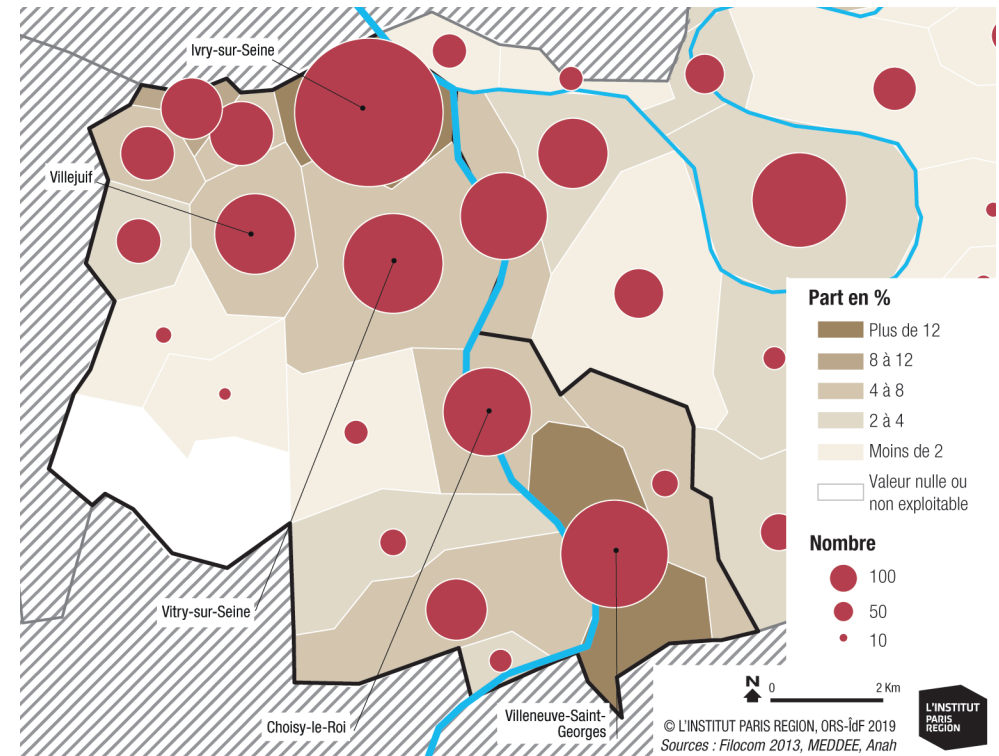 Ivry-sur-Seine
Villejuif
Vitry-sur-Seine
Choisy-le-Roi
Villeneuve-Saint-
Georges
Part en %
Plus de 12
8 à 12
4 à 8
2 à 4
Moins de 2
Valeur nulle ou
non exploitable
Nombre
100
50
10
N
0 2 Km
© L'INSTITUT PARIS REGION, ORS-ÎdF 2019
Sources : Filocom 2013, MEDDEE, Anah
L'INSTITUT
PARIS
REGION